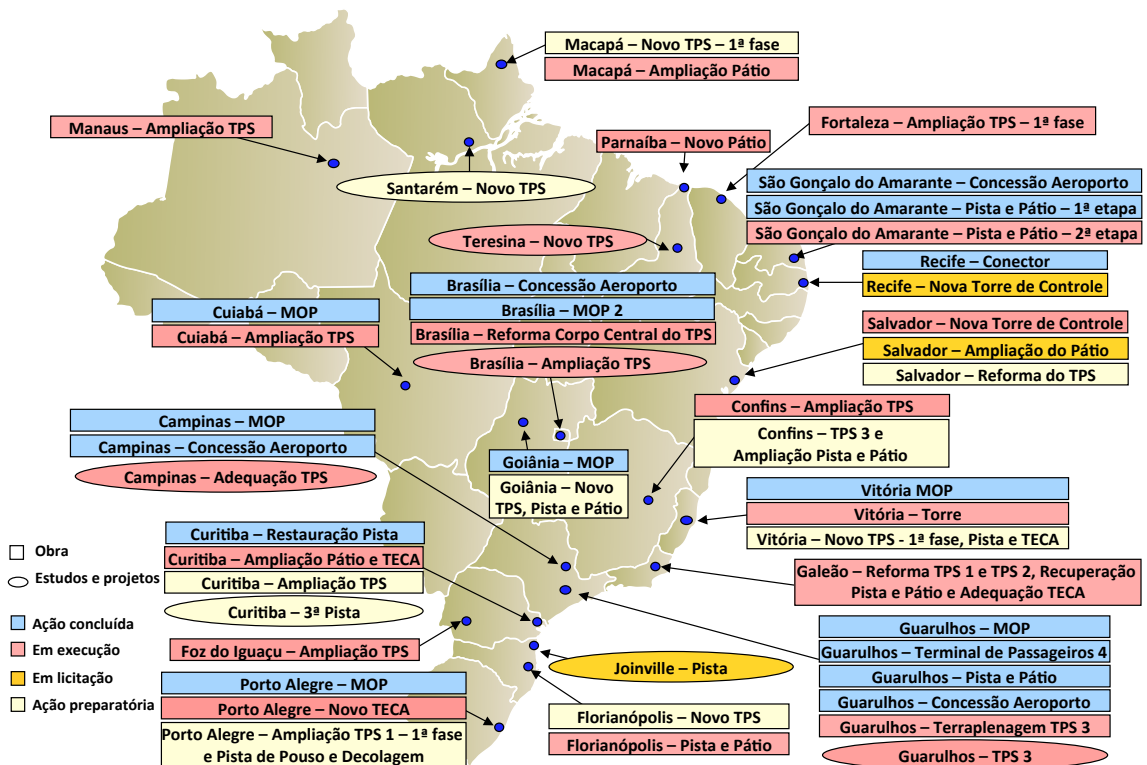 Macapá – Novo TPS – 1ª fase
Macapá – Ampliação Pátio
Manaus – Ampliação TPS
Fortaleza – Ampliação TPS – 1ª fase
Parnaíba – Novo Pátio
Santarém – Novo TPS
São Gonçalo do Amarante – Concessão Aeroporto
São Gonçalo do Amarante – Pista e Pátio – 1ª etapa
São Gonçalo do Amarante – Pista e Pátio – 2ª etapa
Teresina – Novo TPS
Recife – Conector
Recife – Nova Torre de Controle
Brasília – Concessão Aeroporto
Brasília – MOP 2
Brasília – Reforma Corpo Central do TPS
Brasília – Ampliação TPS
Cuiabá – MOP
Cuiabá – Ampliação TPS
Salvador – Nova Torre de Controle
Salvador – Ampliação do Pátio
Salvador – Reforma do TPS
Campinas – MOP
Campinas – Concessão Aeroporto
Campinas – Adequação TPS
Confins – Ampliação TPS
Confins – TPS 3 e
Ampliação Pista e Pátio
Goiânia – MOP
Goiânia – Novo
TPS, Pista e Pátio
Vitória MOP
Vitória – Torre
Vitória – Novo TPS - 1ª fase, Pista e TECA
Curitiba – Restauração Pista
Curitiba – Ampliação Pátio e TECA
Curitiba – Ampliação TPS
Curitiba – 3ª Pista
Galeão – Reforma TPS 1 e TPS 2, Recuperação
Pista e Pátio e Adequação TECA
Obra
Estudos e projetos
Ação concluída
Em execução
Em licitação
Ação preparatória
Foz do Iguaçu – Ampliação TPS
Joinville – Pista
Guarulhos – MOP
Guarulhos – Terminal de Passageiros 4
Guarulhos – Pista e Pátio
Guarulhos – Concessão Aeroporto
Guarulhos – Terraplenagem TPS 3
Guarulhos – TPS 3
Porto Alegre – MOP
Porto Alegre – Novo TECA
Porto Alegre – Ampliação TPS 1 – 1ª fase
e Pista de Pouso e Decolagem
Florianópolis – Novo TPS
Florianópolis – Pista e Pátio